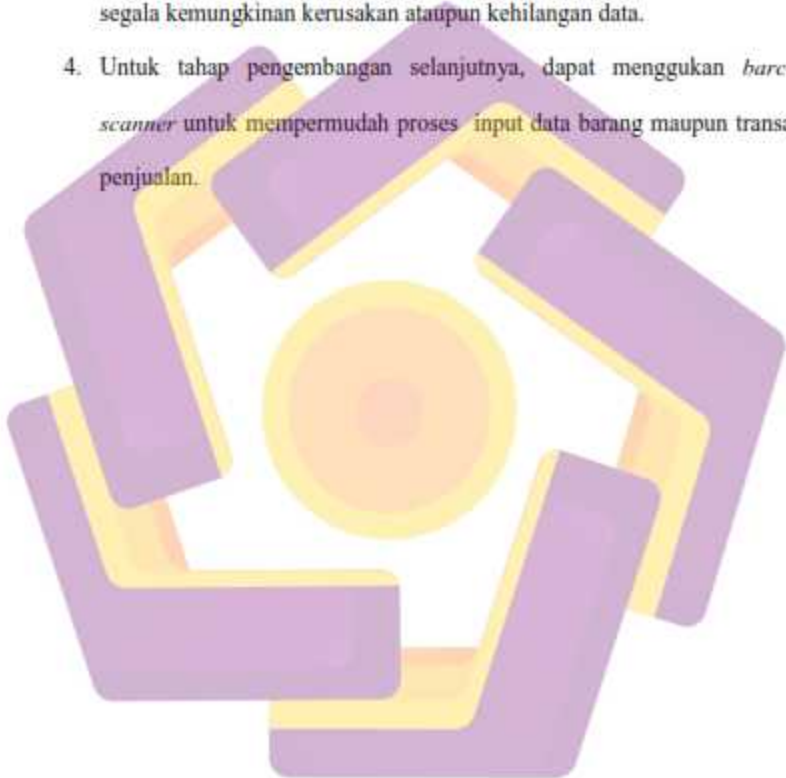 segala kemungkinan kerusakan ataupun kehilangan data.
4. Untuk tahap pengembangan selanjutnya, dapat menggukan
scanner untuk mempermudah proses input data barang maupun
penjualan.